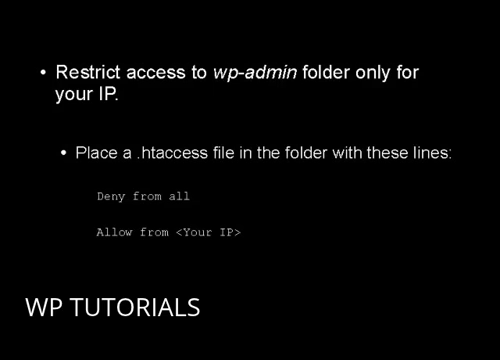 • Restrict access to wp-admin folder only for
your IP.
• Place a .htaccess file in the folder with these lines:
Deny from all
Allow from <Your IP>
WP TUTORIALS